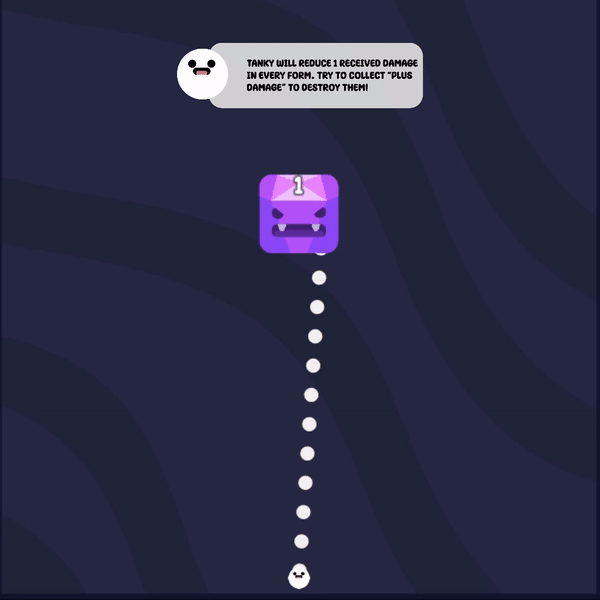 TANKY WILL REDUCE 1 RECEIVED DAMAGE
IN EVERY FORM. TRY TO COLLECT "PLUS
DAMAGE" TO DESTROY THEM!
1